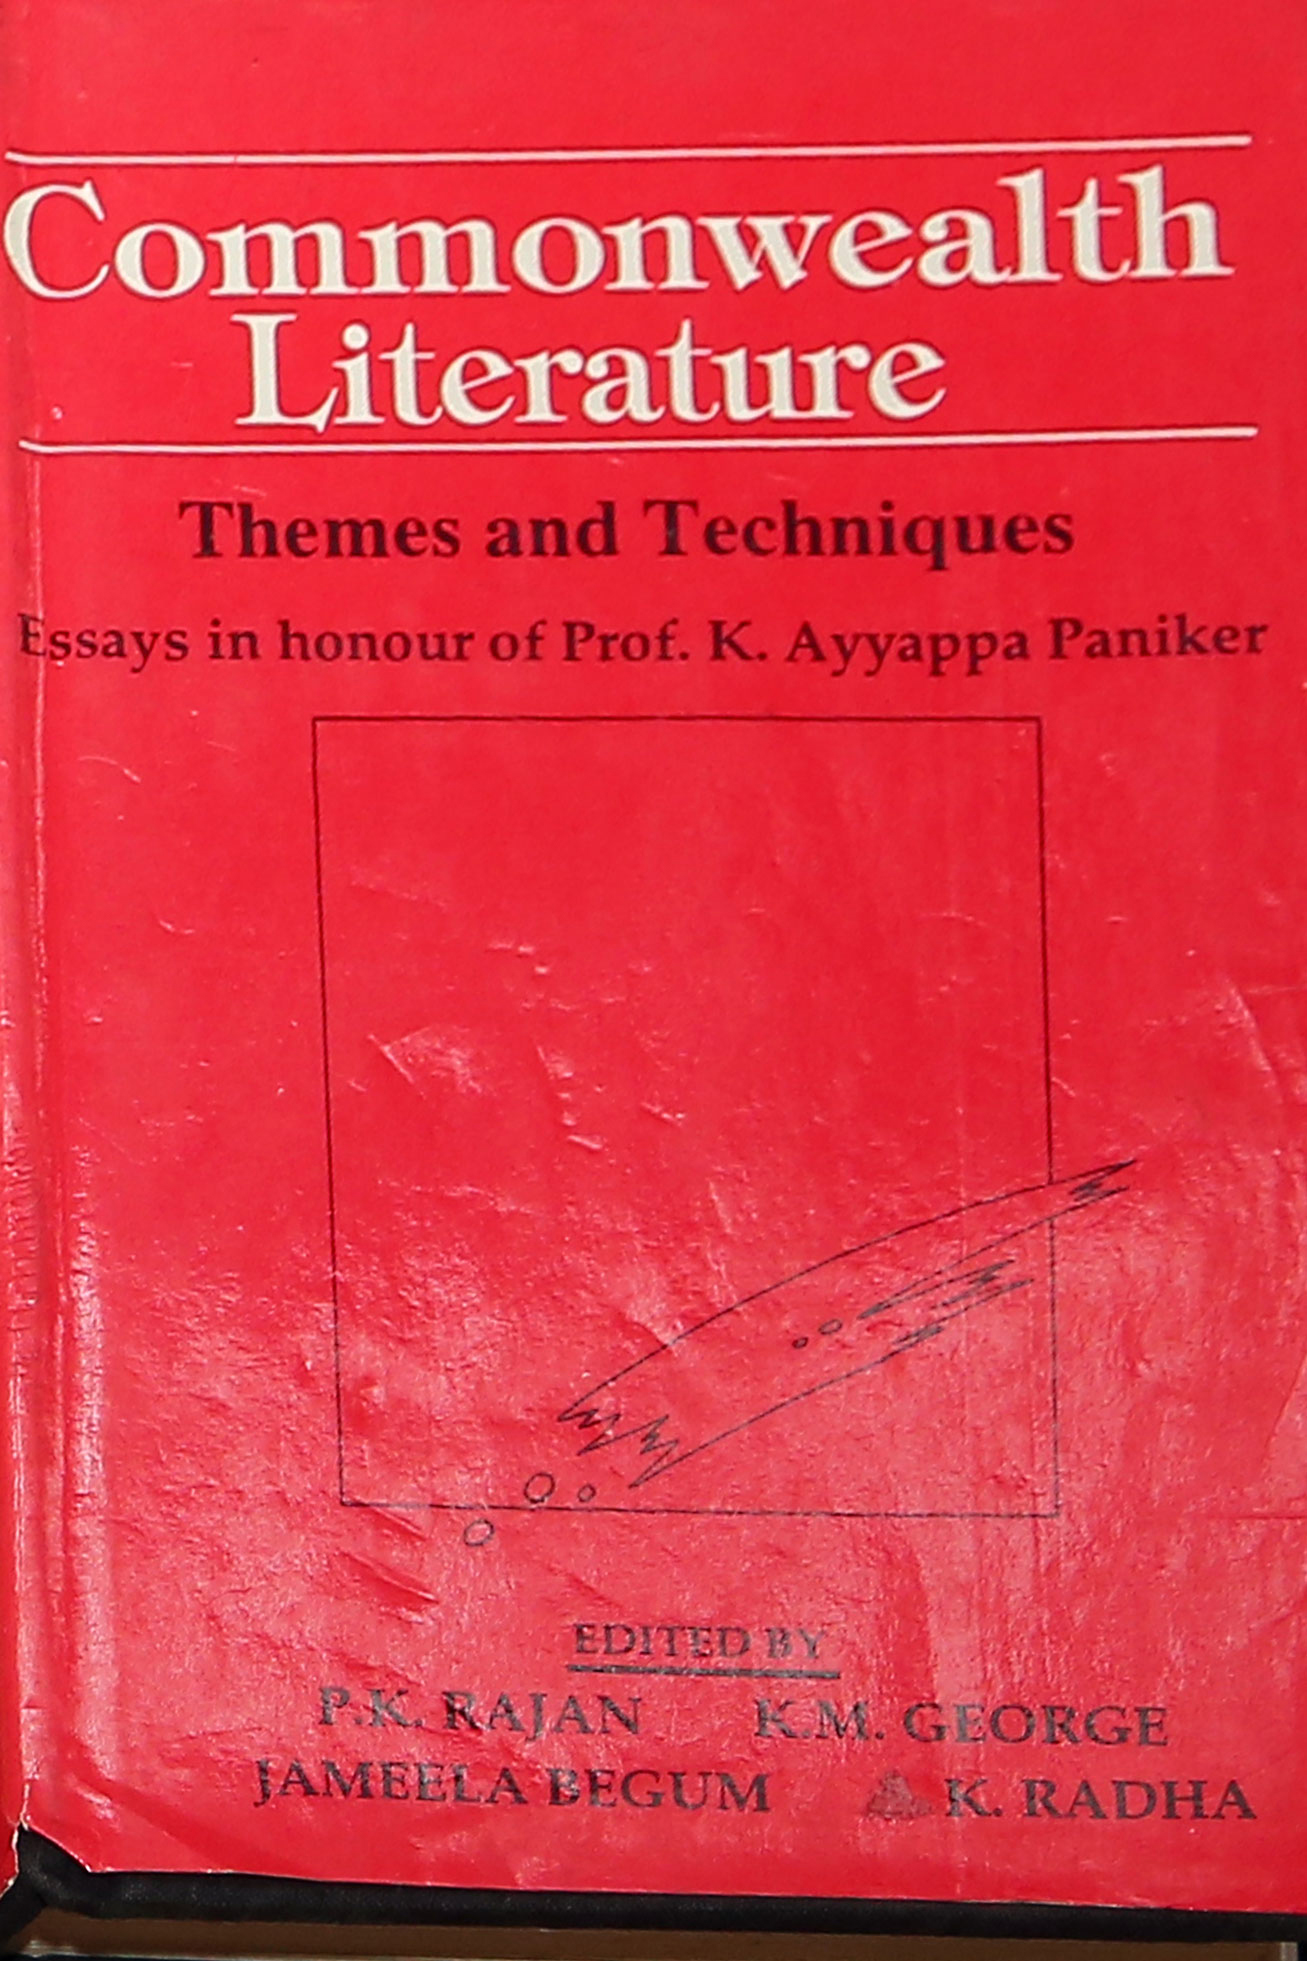 Commonwealth
Literature
Themes and Techniques
Essays in honour of Prof. K. Ayyappa Paniker
EDITED BY
P.K. RAJAN K.M. GEORGE
JAMEELA BEGUM K. RADHA